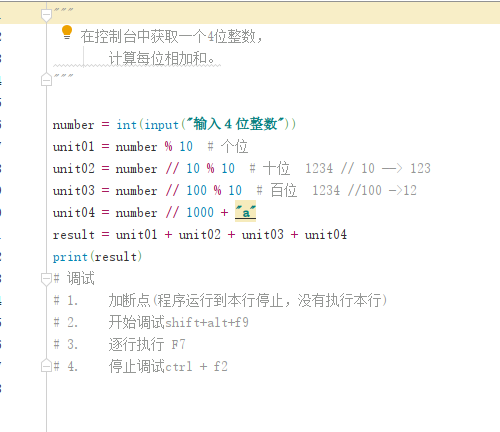 """
在控制台中获取一个4位整数,
计算每位相加和。
"""
number = int(input("输入4位整数"))
unit01 = number % 10  # 个位
unit02 = number // 10 % 10  # 十位  1234 // 10 —–> 123
unit03 = number // 100 % 10  # 百位  1234 //100 ->12
unit04 = number // 1000 + "a"
result = unit01 + unit02 + unit03 + unit04
print(result)
# 调试
# 1.   加断点(程序运行到本行停止，没有执行本行)
# 2.   开始调试shift+alt+f9
# 3.   逐行执行 F7
# 4.   停止调试ctrl + f2